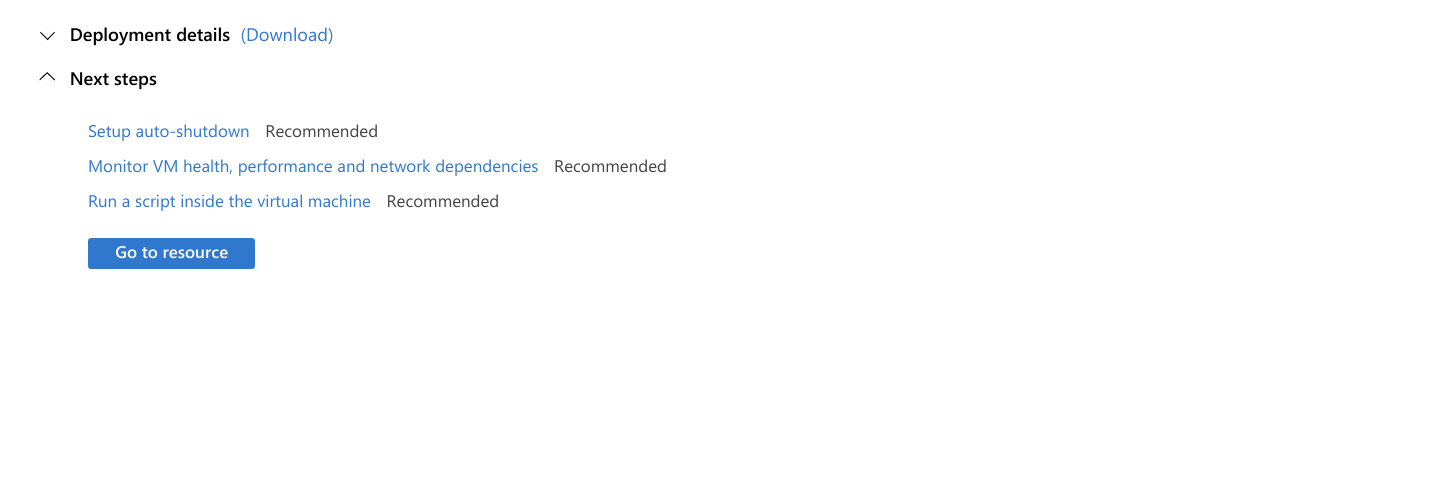 Deployment details (Download)
Next steps
Setup auto-shutdown Recommended
Monitor VM health, performance and network dependencies Recommended
Run a script inside the virtual machine Recommended
Go to resource